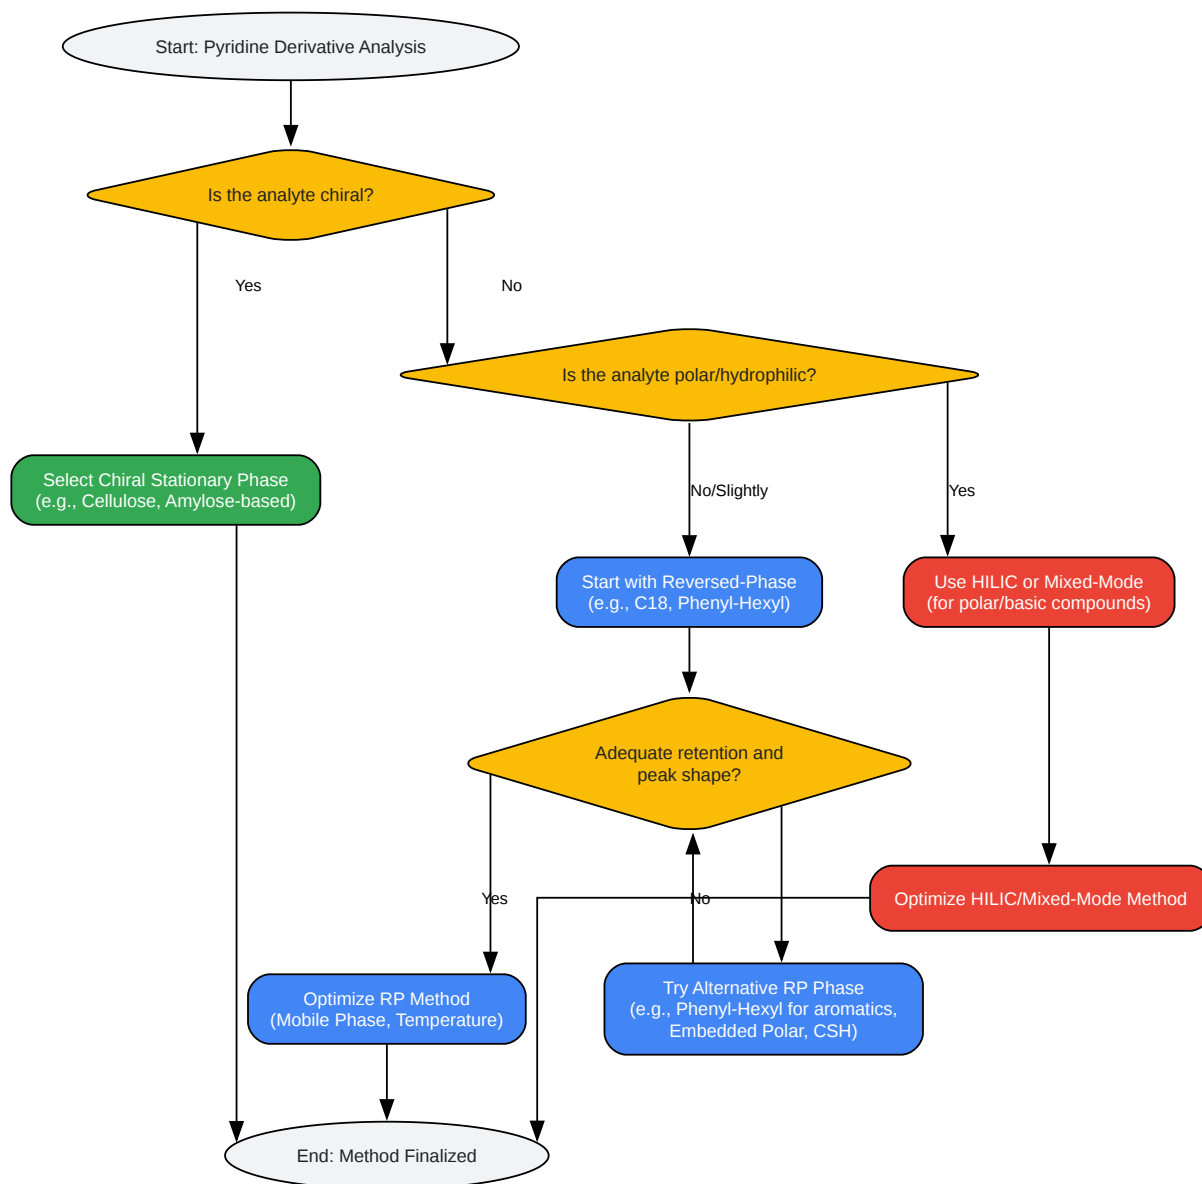 Start: Pyridine Derivative Analysis
Is the analyte chiral?
Yes
No
Is the analyte polar/hydrophilic?
Select Chiral Stationary Phase
(e.g., Cellulose, Amylose-based)
No/Slightly
Yes
Start with Reversed-Phase
(e.g., C18, Phenyl-Hexyl)
Use HILIC or Mixed-Mode
(for polar/basic compounds)
Adequate retention and
peak shape?
Yes
No
Optimize HILIC/Mixed-Mode Method
Optimize RP Method
(Mobile Phase, Temperature)
Try Alternative RP Phase
(e.g., Phenyl-Hexyl for aromatics,
Embedded Polar, CSH)
End: Method Finalized